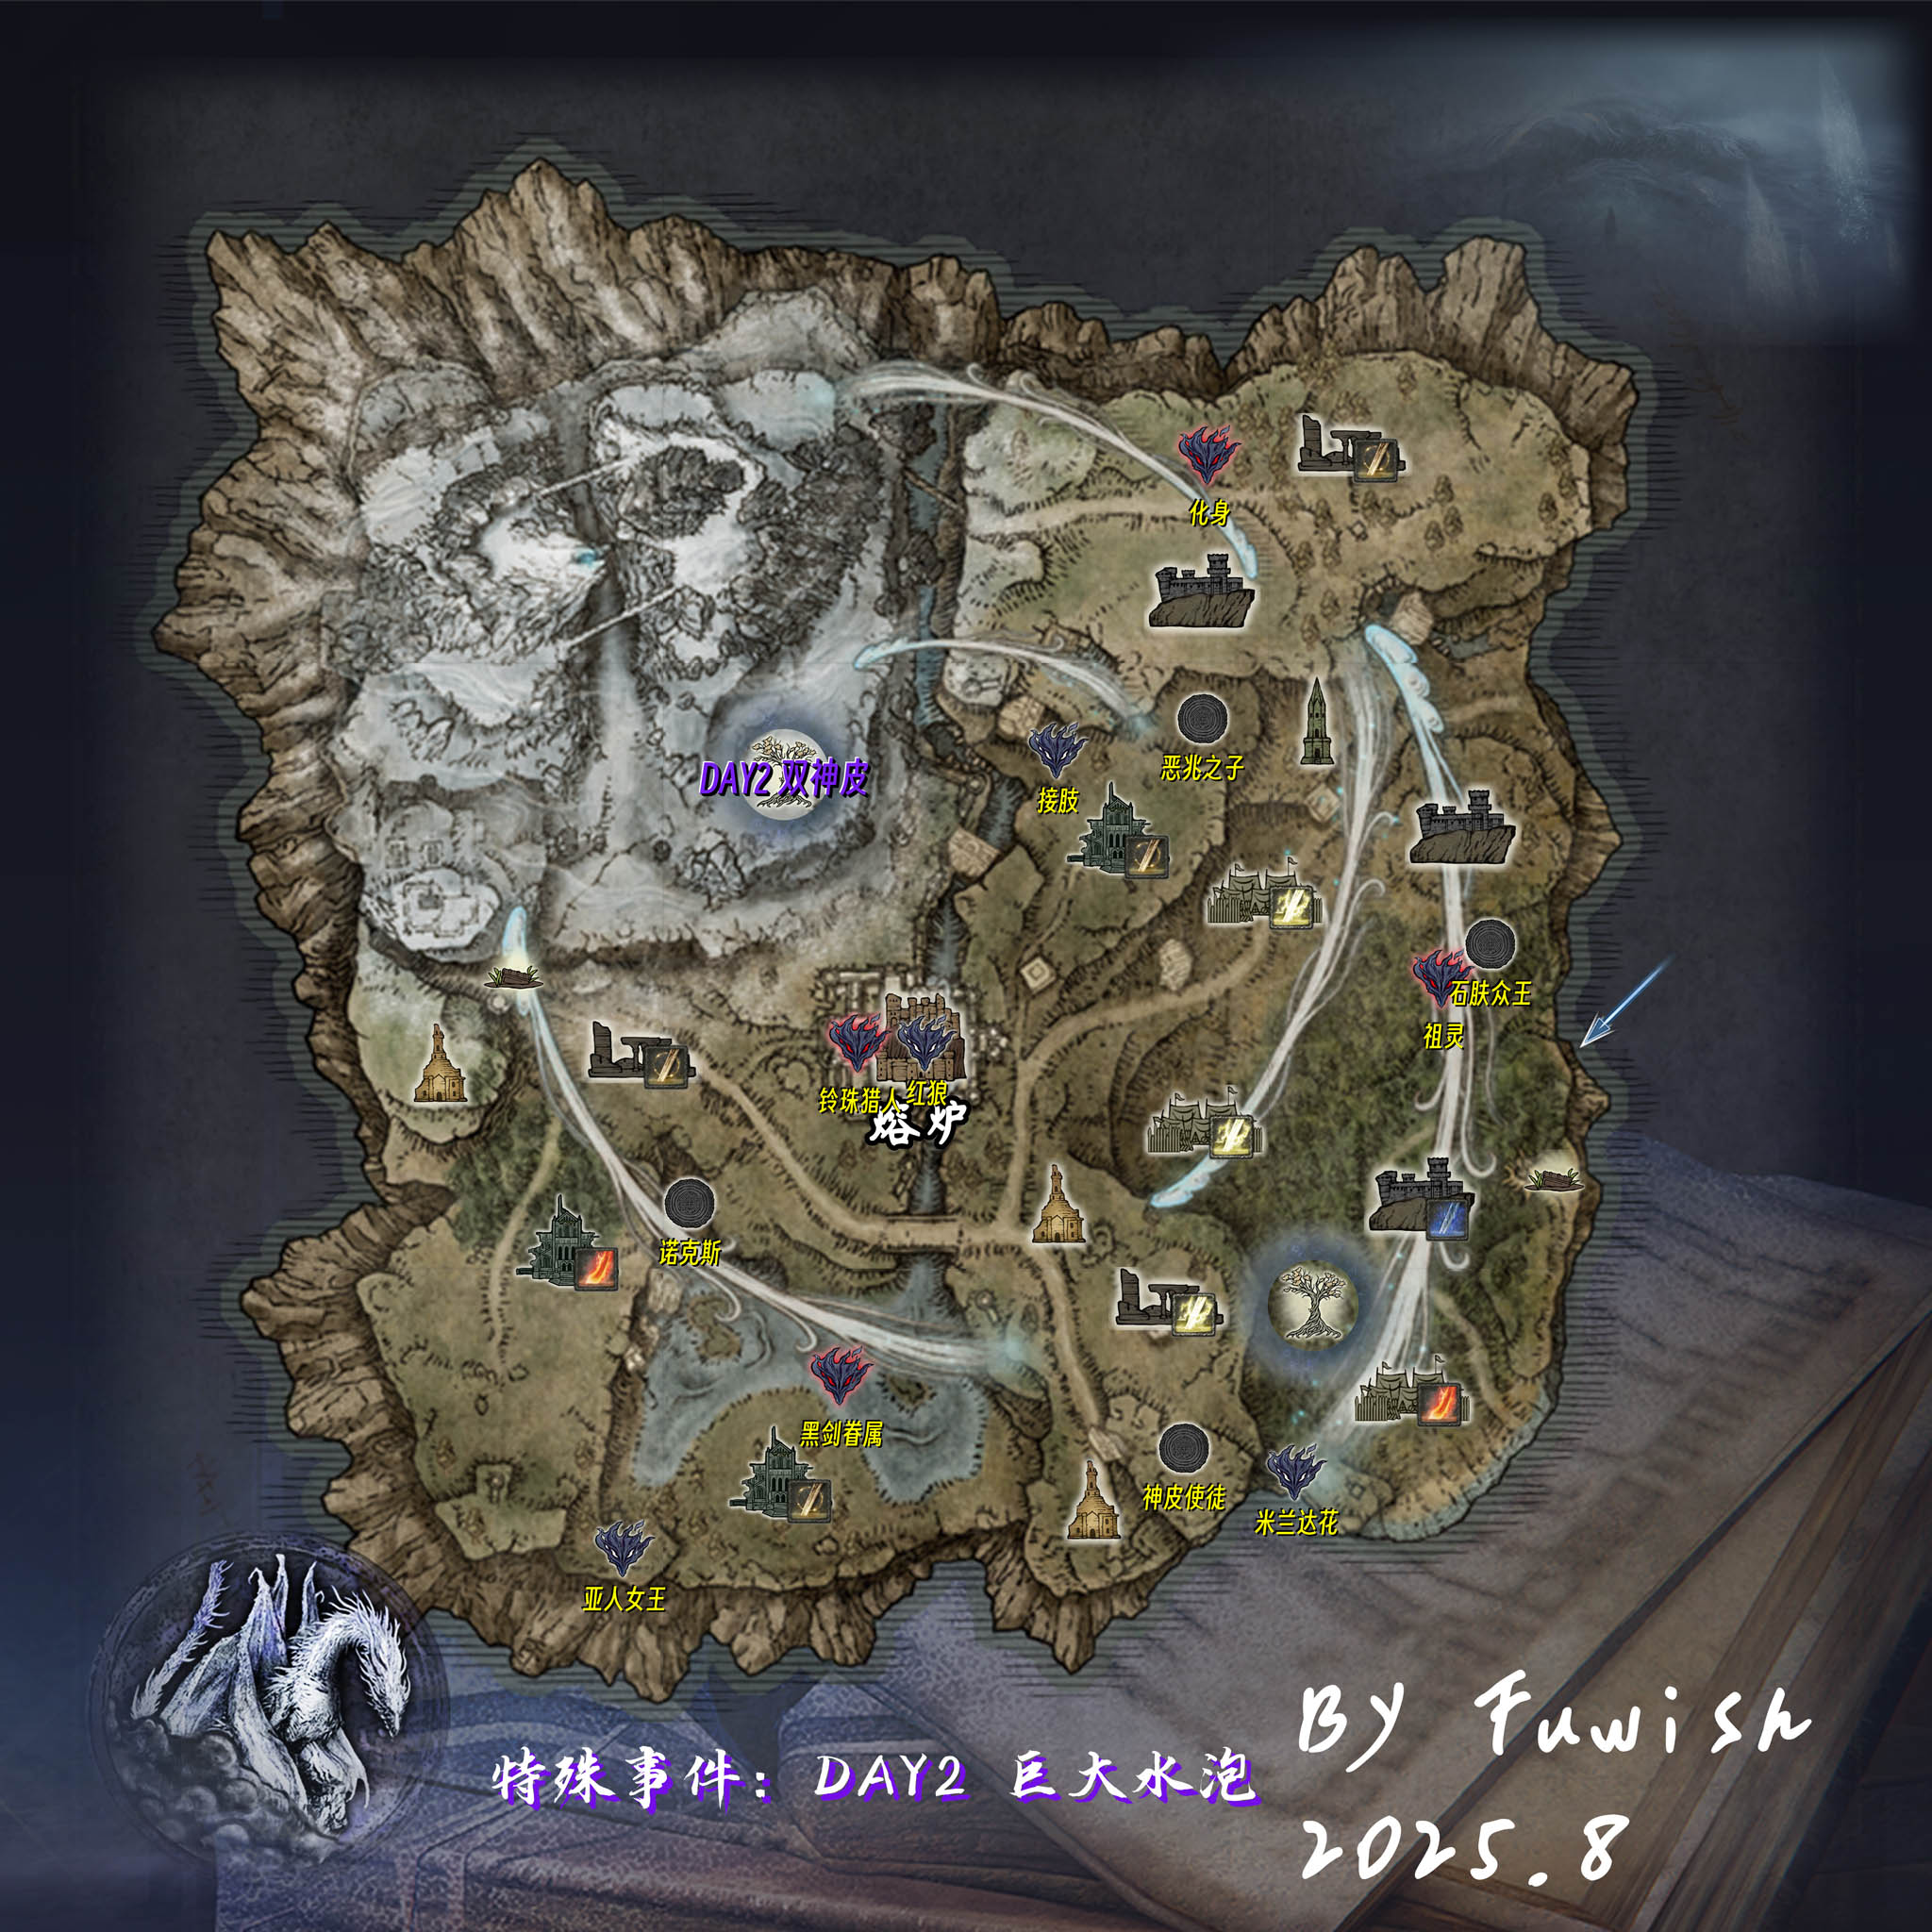 化身
DAY2 双神皮
恶兆之子
接肢
石肤众王
祖灵
铃珠猎人
红狼
熔炉
诺克斯
黑剑眷属
神皮使徒
米兰达花
亚人女王
BY Fuwish
特殊事件：DAY2 巨大水泡
2025.8